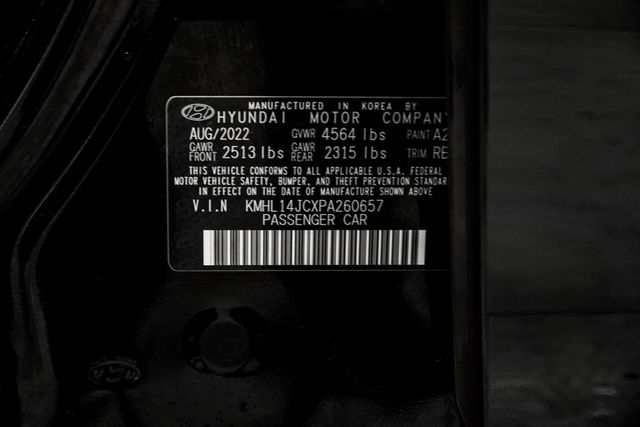 MANUFACTURED IN KOREA BY
HYUNDAI MOTOR COMPANY
AUG/2022 GVWR 4564 lbs PAINT A2
GAWR FRONT 2513 lbs GAWR REAR 2315 lbs TRIM RE
THIS VEHICLE CONFORMS TO ALL APPLICABLE U.S.A. FEDERAL
MOTOR VEHICLE SAFETY, BUMPER, AND THEFT PREVENTION STANDAR
IN EFFECT ON THE DATE OF MANUFACTURE SHOWN ABOVE
V.I.N KMHL14JCXPA260657
PASSENGER CAR